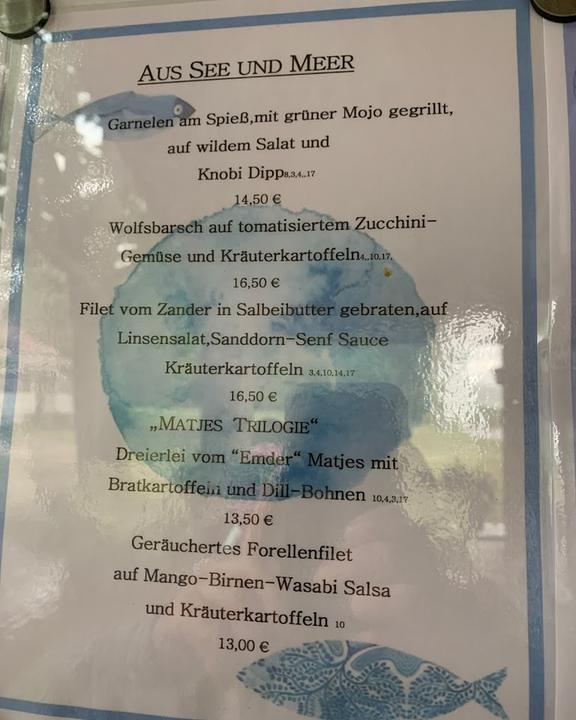 AUS SEE UND MEER
Garnelen am Spieß,mit grüner Mojo gegrillt,
auf wildem Salat und
Knobi Dipp8,3,4,.17
14,50 €
Wolfsbarsch auf tomatisiertem Zucchini-
Gemüse und Kräuterkartoffeln4,.10,17,
16,50 €
Filet vom Zander in Salbeibutter gebraten,auf
Linsensalat,Sanddorn-Senf Sauce
Kräuterkartoffeln 3,4,10,14,17
16,50 €
„MATJES TRILOGIE“
Dreierlei vom “Emder“ Matjes mit
Bratkartoffeln und Dill-Bohnen 10,4,3,17
13,50 €
Geräuchertes Forellenfilet
auf Mango-Birnen-Wasabi Salsa
und Kräuterkartoffeln 10
13,00 €